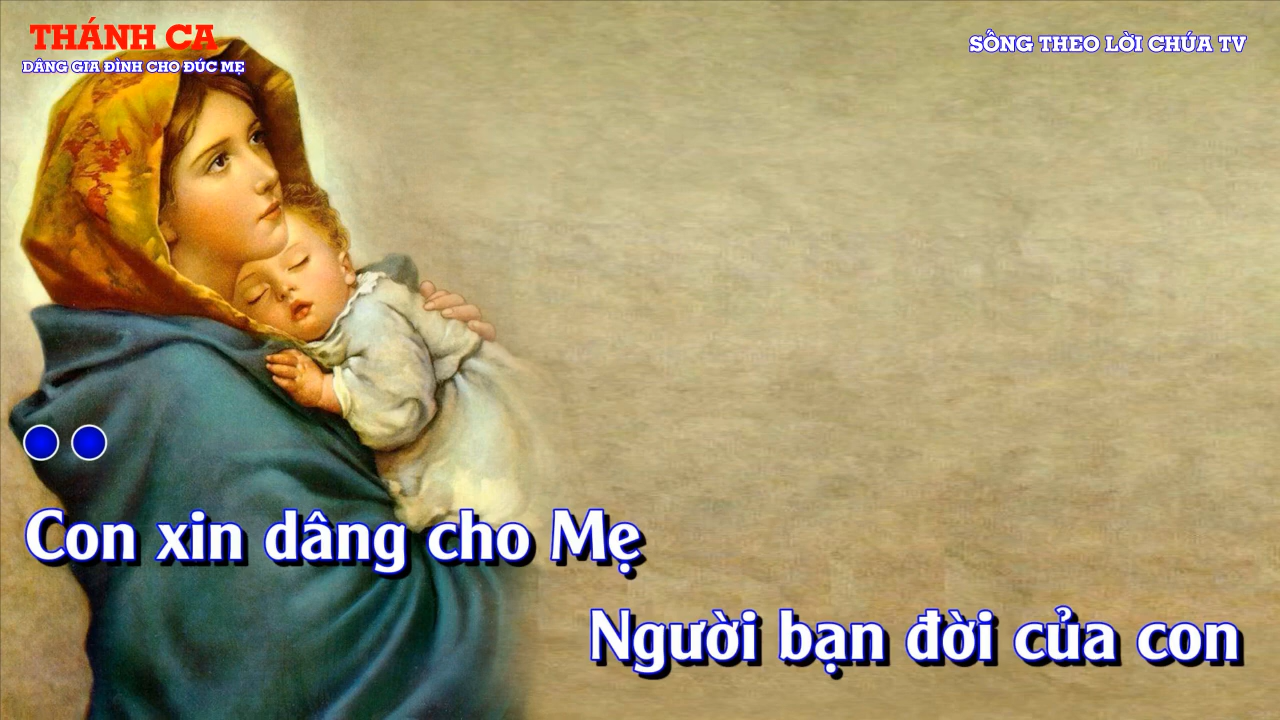 THÁNH CA
DÂNG GIA ĐÌNH CHO ĐỨC MẸ
SỐNG THEO LỜI CHÚA TV
Con xin dâng cho Mẹ
Người bạn đời của con